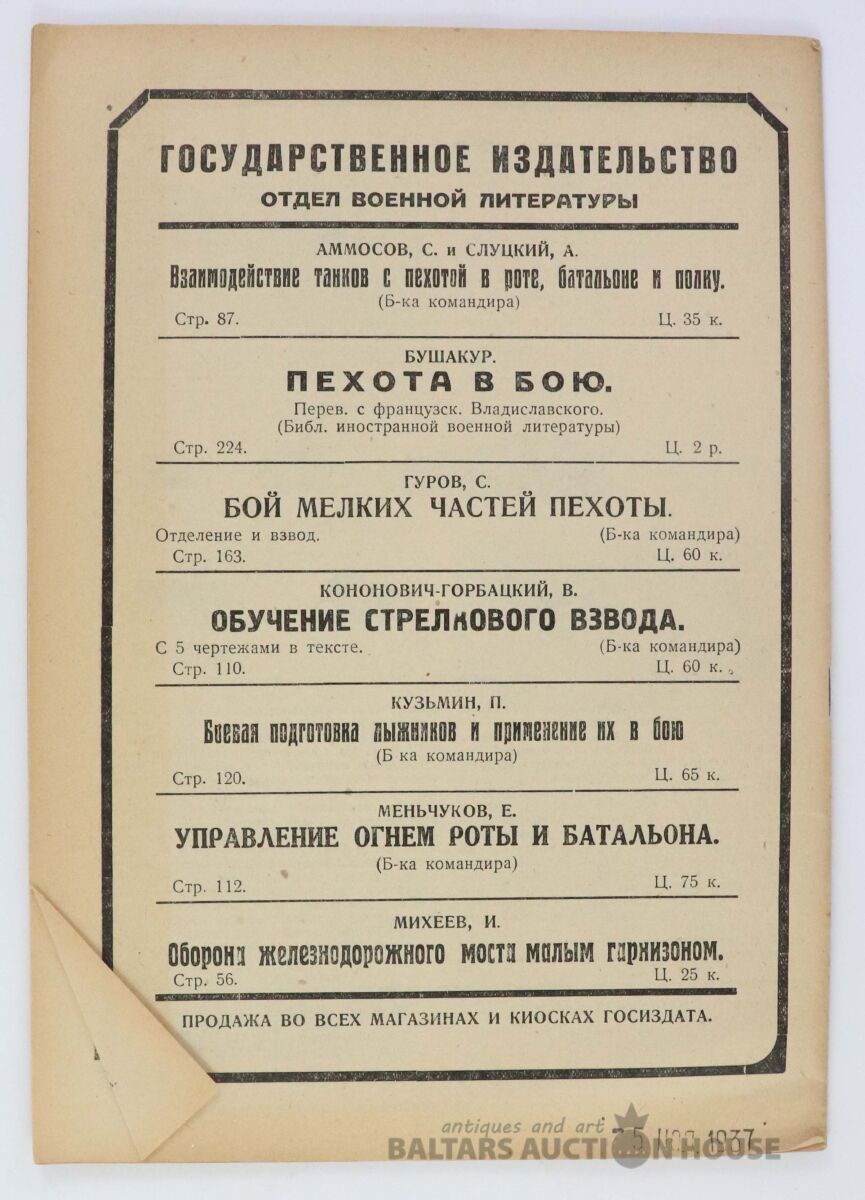 ГОСУДАРСТВЕННОЕ ИЗДАТЕЛЬСТВО
ОТДЕЛ ВОЕННОЙ ЛИТЕРАТУРЫ
АММОСОВ, С. и СЛУЦКИЙ, А.
Взаимодействие танков с пехотой в роте, батальоне и полку.
(Б-ка командира)
Стр. 87. Ц. 35 к.
БУШАКУР.
ПЕХОТА В БОЮ.
Перев. с французск. Владиславского.
(Библ. иностранной военной литературы)
Стр. 224. Ц. 2 р.
ГУРОВ, С.
БОЙ МЕЛКИХ ЧАСТЕЙ ПЕХОТЫ.
Отделение и взвод. (Б-ка командира)
Стр. 163. Ц. 60 к.
КОНОНОВИЧ-ГОРБАЦКИЙ, В.
ОБУЧЕНИЕ СТРЕЛКОВОГО ВЗВОДА.
С 5 чертежами в тексте. (Б-ка командира)
Стр. 110. Ц. 60 к.
КУЗЬМИН, П.
Боевая подготовка лыжников и применение их в бою
(Б ка командира)
Стр. 120. Ц. 65 к.
МЕНЬЧУКОВ, Е.
УПРАВЛЕНИЕ ОГНЕМ РОТЫ И БАТАЛЬОНА.
(Б-ка командира)
Стр. 112. Ц. 75 к.
МИХЕЕВ, И.
Оборона железнодорожного моста малым гарнизоном.
Стр. 56. Ц. 25 к.
ПРОДАЖА ВО ВСЕХ МАГАЗИНАХ И КИОСКАХ ГОСИЗДАТА.
antiques and art
BALTARS AUCTION HOUSE
1937